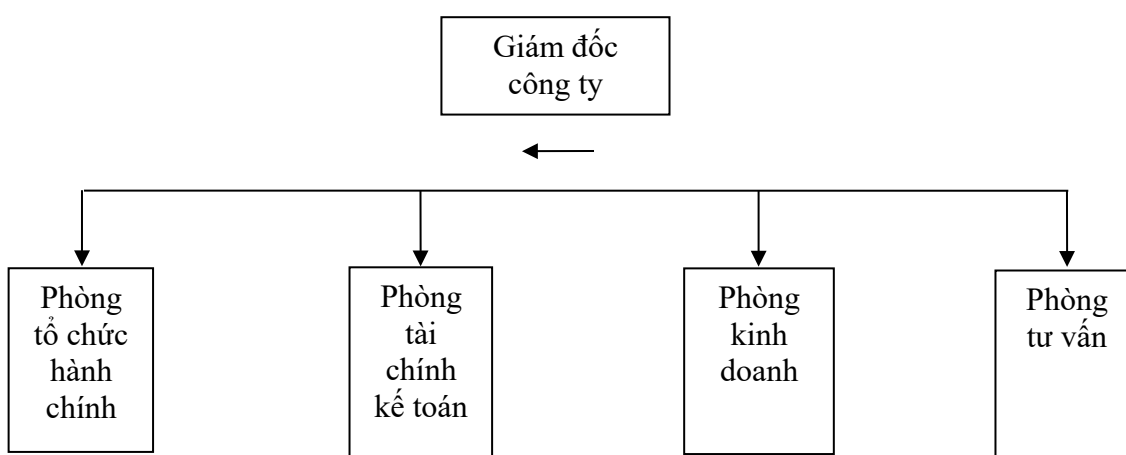 Giám đốc
công ty
Phòng
tổ chức
hành
chính
Phòng
tài
chính
kế toán
Phòng
kinh
doanh
Phòng
tư vấn